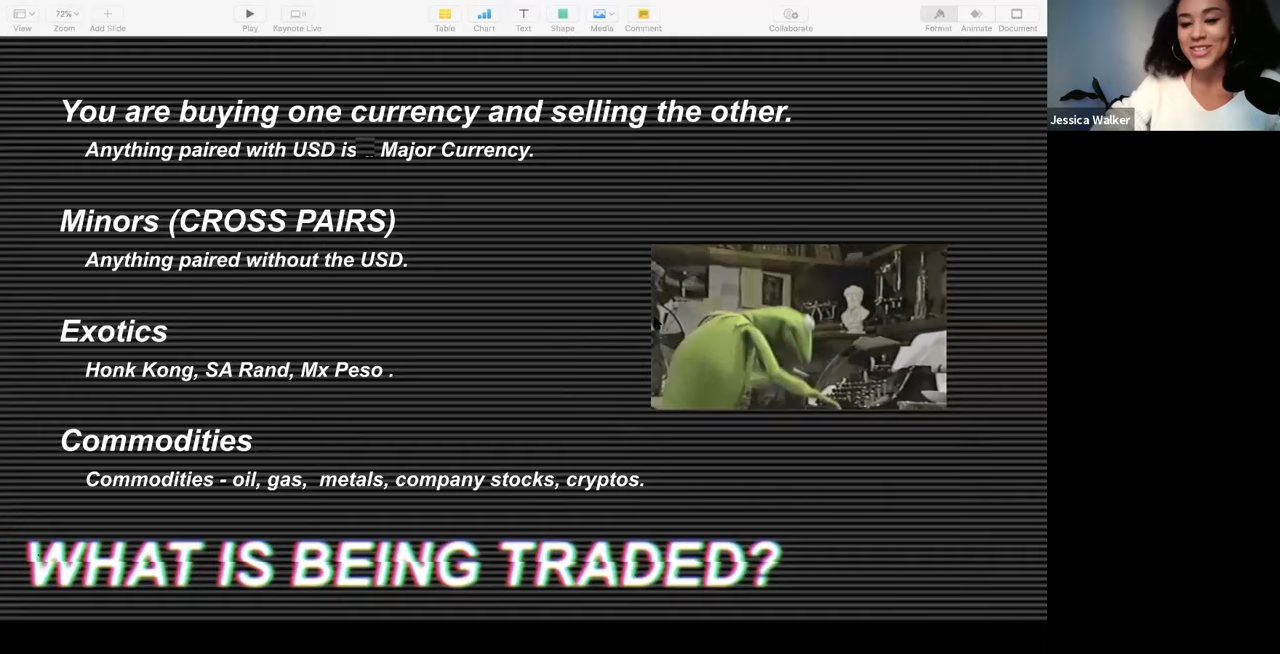 View
72%
Zoom
Add Slide
Play
Keynote Live
Table
Chart
Text
Shape
Media
Comment
Collaborate
Format
Animate
Document
You are buying one currency and selling the other.
Anything paired with USD is Major Currency.
Minors (CROSS PAIRS)
Anything paired without the USD.
Exotics
Honk Kong, SA Rand, Mx Peso .
Commodities
Commodities - oil, gas, metals, company stocks, cryptos.
WHAT IS BEING TRADED?
Jessica Walker